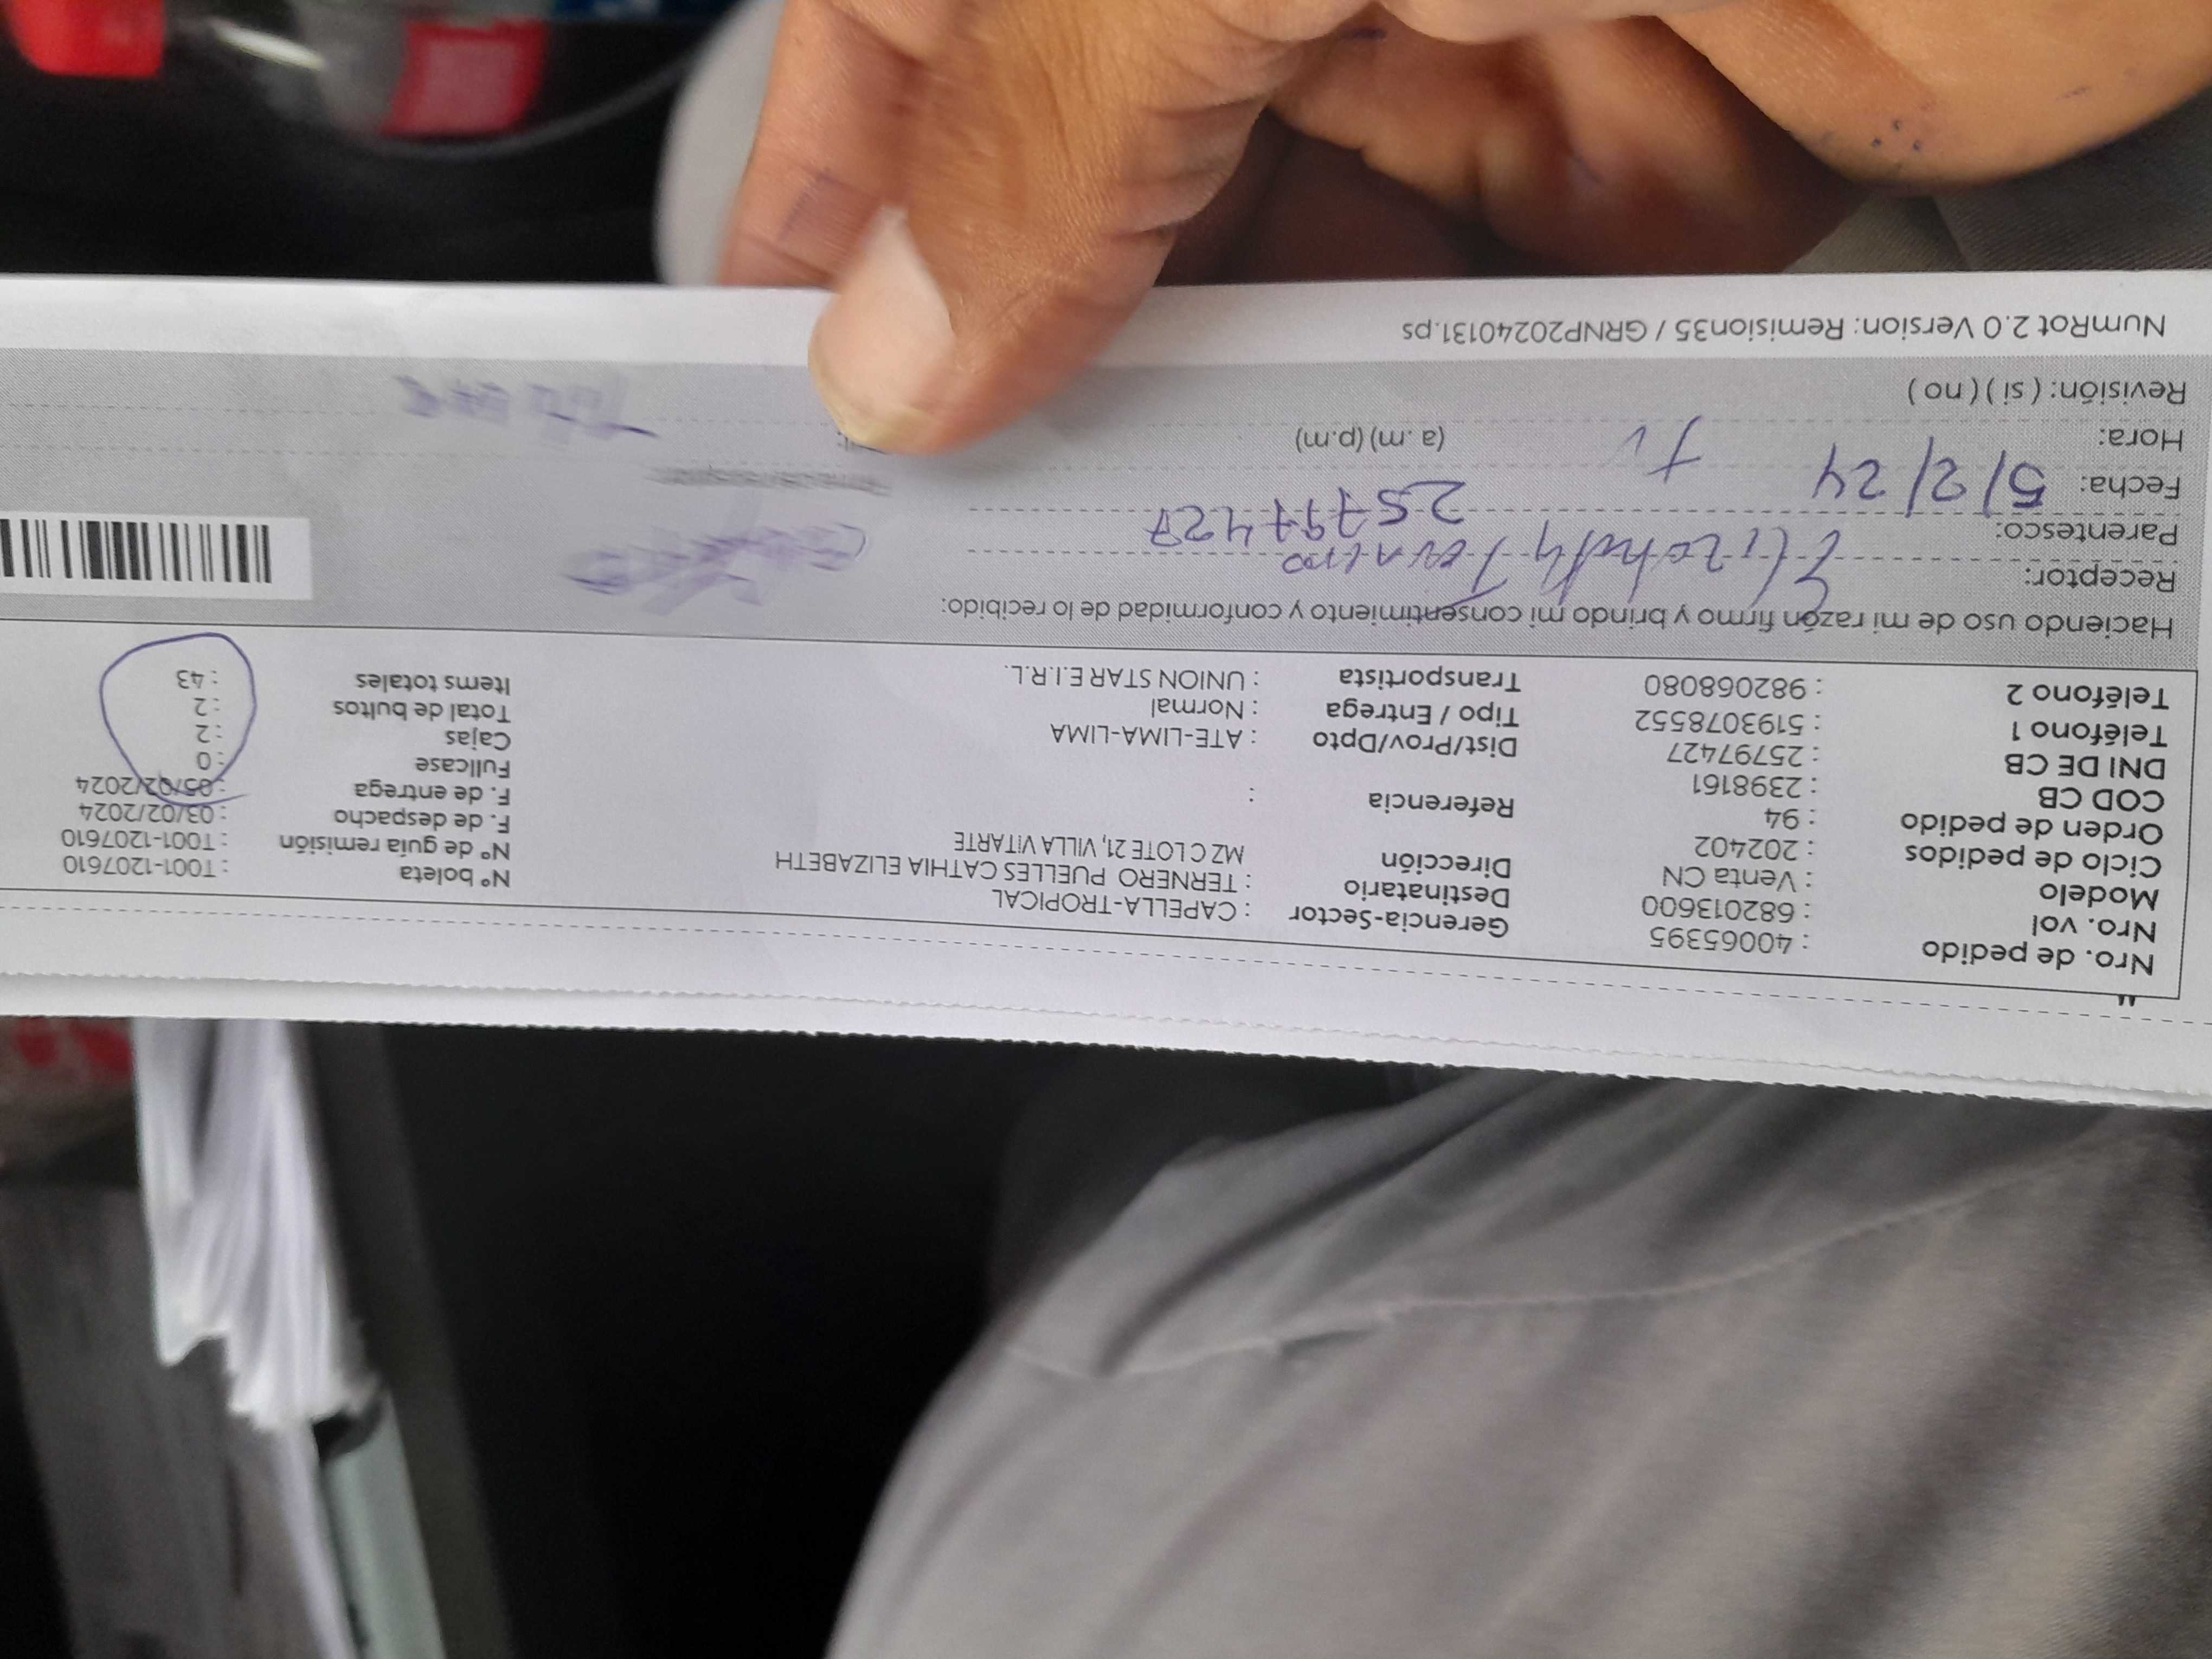 Nro. de pedido : 40065395
Nro. vol : 682013600
Modelo : Venta CN
Ciclo de pedidos : 202402
Orden de pedido : 94
COD CB : 2398161
DNI DE CB : 25797427
Teléfono 1 : 5193078552
Teléfono 2 : 982068080
Gerencia-Sector : CAPELLA-TROPICAL
Destinatario : TERNERO PUELLES CATHIA ELIZABETH
Dirección MZ C LOTE 21, VILLA VITARTE
Referencia :
Dist/Prov/Dpto : ATE-LIMA-LIMA
Tipo / Entrega : Normal
Transportista : UNION STAR E.I.R.L.
Nº boleta : T001-1207610
Nº de guía remisión : T001-1207610
F. de despacho : 03/02/2024
F. de entrega : 05/02/2024
Fullcase : 0
Cajas : 2
Total de bultos : 2
Items totales : 43
Haciendo uso de mi razón firmo y brindo mi consentimiento y conformidad de lo recibido:
Receptor:
Parentesco: 25797427
Fecha: 5/2/24
Hora: (a.m) (p.m)
Revisión: ( si ) ( no )
NumRot 2.0 Version: Remision35 / GRNP20240131.ps